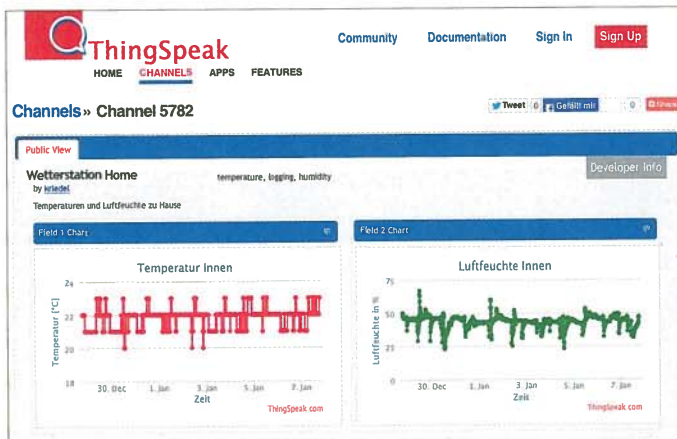 ThingSpeak
Community Documentation Sign In Sign Up
HOME CHANNELS APPS FEATURES
Channels» Channel 5782
Tweet 0 Gefällt mir 0 Share
Public View
Wetterstation Home temperature, logging, humidity
by kriedel
Developer Info
Temperaturen und Luftfeuchte zu Hause
Field 1 Chart
Temperatur Innen
Temperatur (°C)
24
22
20
18
30. Dec 1. Jan 3. Jan 5. Jan 7. Jan
Zeit
ThingSpeak.com
Field 2 Chart
Luftfeuchte Innen
Luftfeuchte in %
75
50
25
0
30. Dec 1. Jan 3. Jan 5. Jan 7. Jan
Zeit
ThingSpeak.com